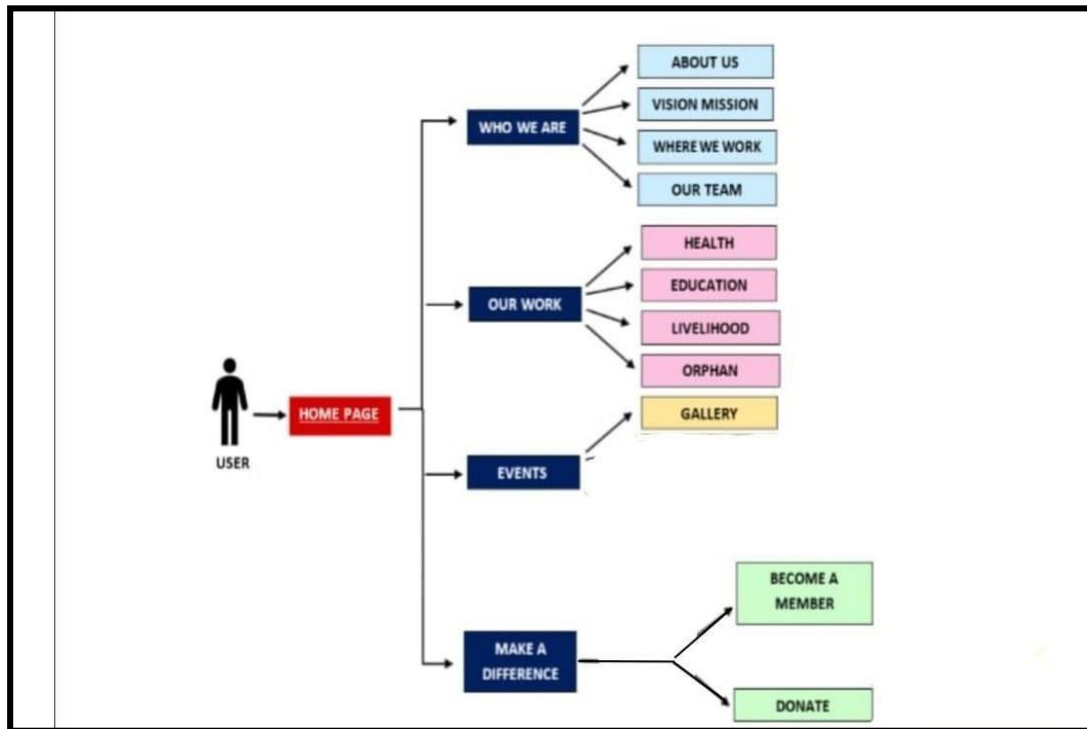 ABOUT US
VISION MISSION
WHO WE ARE
WHERE WE WORK
OUR TEAM
HEALTH
EDUCATION
OUR WORK
LIVELIHOOD
ORPHAN
GALLERY
HOME PAGE
USER
EVENTS
BECOME A
MEMBER
MAKE A
DIFFERENCE
DONATE